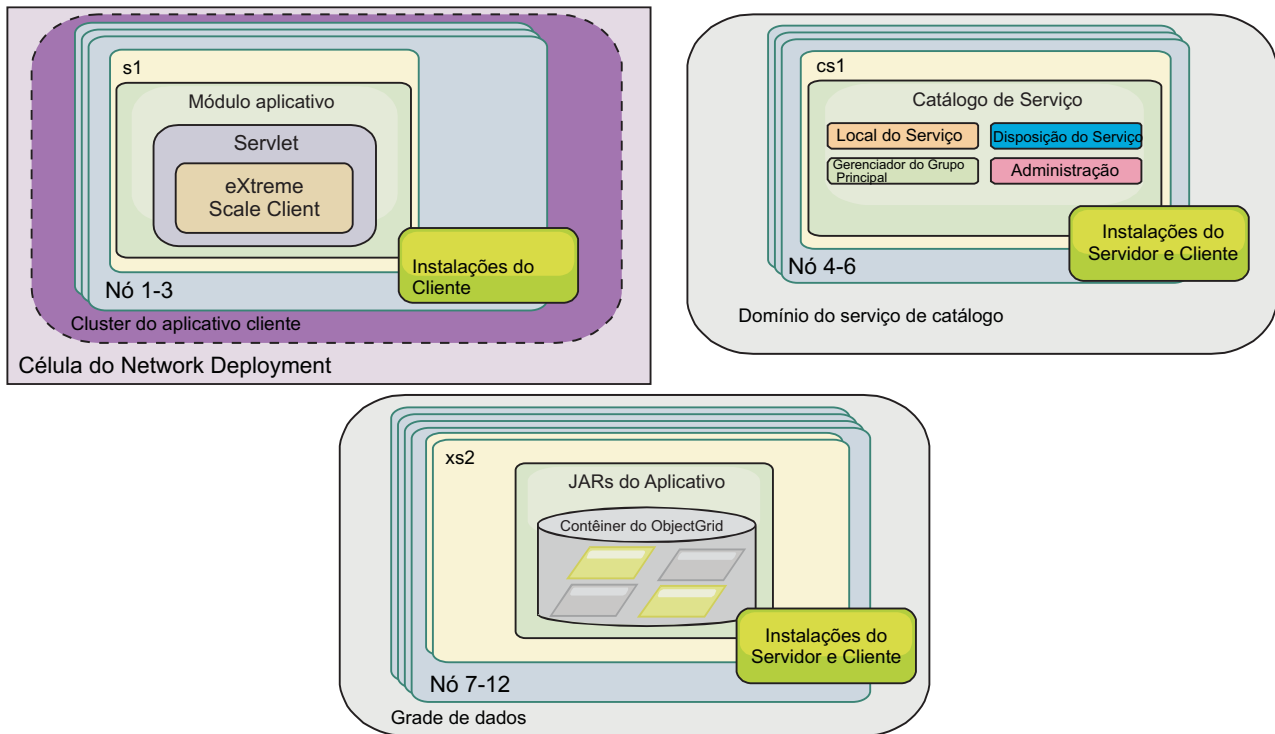 s1
Módulo aplicativo
Servlet
eXtreme
Scale Client
Instalações do
Cliente
Nó 1-3
Cluster do aplicativo cliente
Célula do Network Deployment
cs1
Catálogo de Serviço
Local do Serviço
Disposição do Serviço
Gerenciador do Grupo
Principal
Administração
Instalações do
Servidor e Cliente
Nó 4-6
Domínio do serviço de catálogo
xs2
JARs do Aplicativo
Contêiner do ObjectGrid
Instalações do
Servidor e Cliente
Nó 7-12
Grade de dados